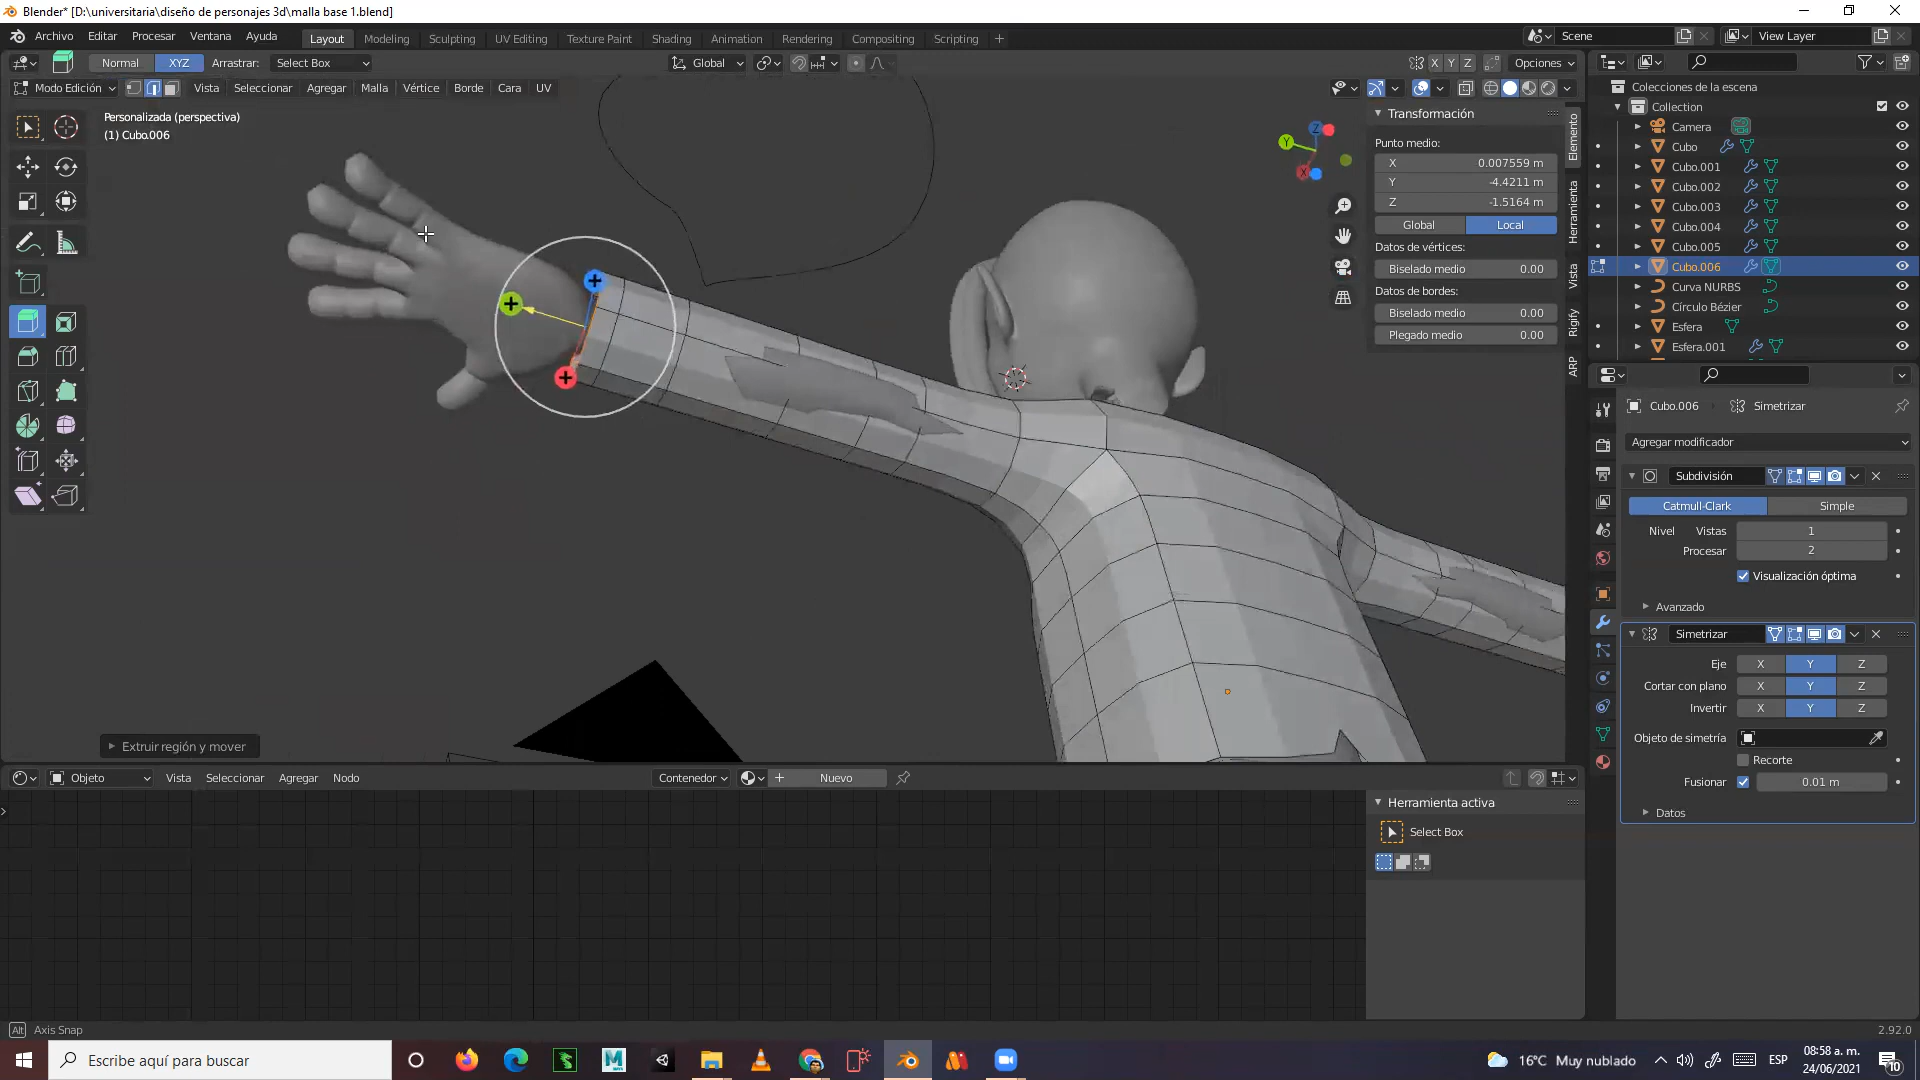 Blender* [D:\universitaria\diseño de personajes 3d\malla base 1.blend]
Archivo Editar Procesar Ventana Ayuda Layout Modeling Sculpting UV Editing Texture Paint Shading Animation Rendering Compositing Scripting + Scene View Layer
Normal XYZ Arrastrar: Select Box Global X Y Z Opciones
Modo Edición Vista Seleccionar Agregar Malla Vértice Borde Cara UV
Personalizada (perspectiva)
(1) Cubo.006
Transformación
Punto medio:
X 0.007559 m
Y -4.4211 m
Z -1.5164 m
Global Local
Datos de vértices:
Biselado medio 0.00
Datos de bordes:
Biselado medio 0.00
Plegado medio 0.00
Elemento
Herramienta
Vista
Rigify
ARP
Z
Y
X
Colecciones de la escena
Collection
Camera
Cubo
Cubo.001
Cubo.002
Cubo.003
Cubo.004
Cubo.005
Cubo.006
Curva NURBS
Círculo Bézier
Esfera
Esfera.001
Cubo.006 Simetrizar
Agregar modificador
Subdivisión
Catmull-Clark Simple
Nivel Vistas 1
Procesar 2
Visualización óptima
Avanzado
Simetrizar
Eje X Y Z
Cortar con plano X Y Z
Invertir X Y Z
Objeto de simetría
Recorte
Fusionar 0.01 m
Datos
Extruir región y mover
Objeto Vista Seleccionar Agregar Nodo Contenedor Nuevo
Herramienta activa
Select Box
Alt Axis Snap
2.92.0
Escribe aquí para buscar
16°C Muy nublado
ESP
08:58 a. m.
24/06/2021
10